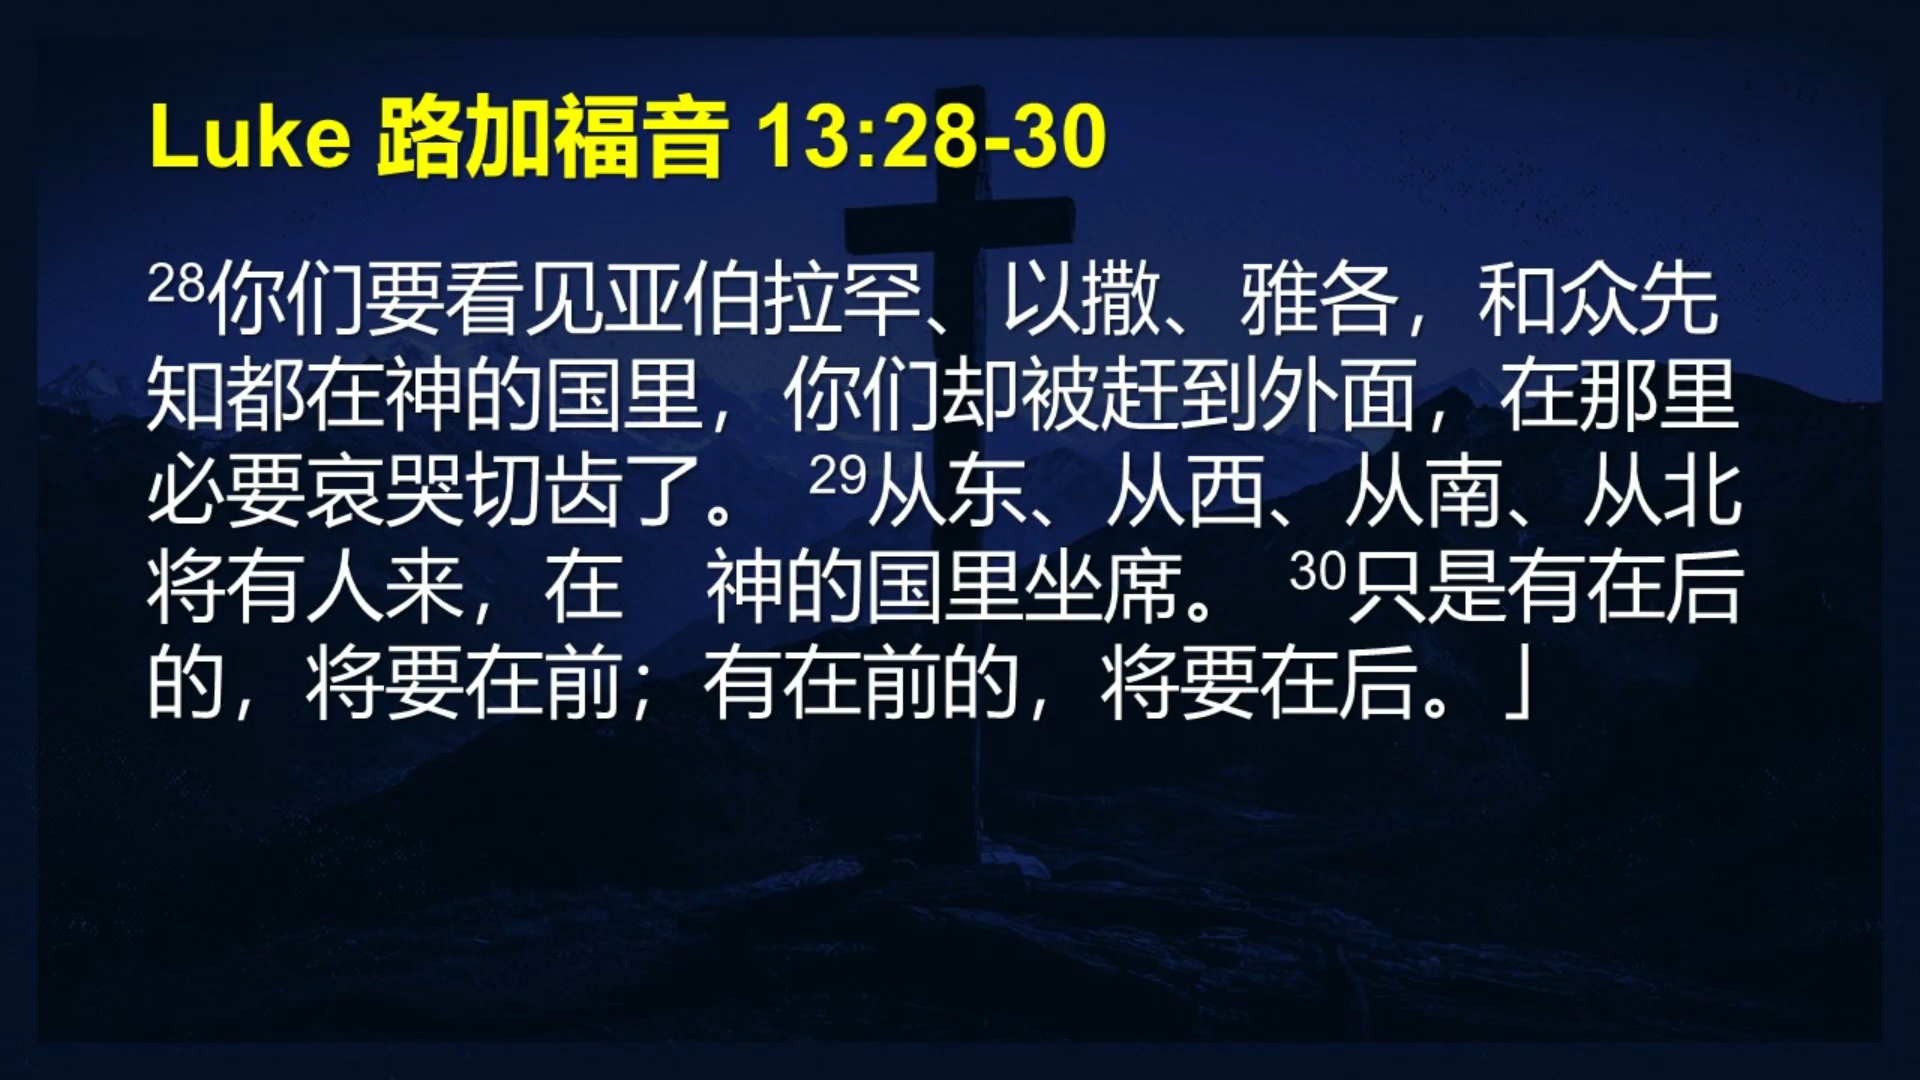 Luke 路加福音 13:28-30
28你们要看见亚伯拉罕、以撒、雅各，和众先
知都在神的国里，你们却被赶到外面，在那里
必要哀哭切齿了。 29从东、从西、从南、从北
将有人来，在　神的国里坐席。 30只是有在后
的，将要在前；有在前的，将要在后。」